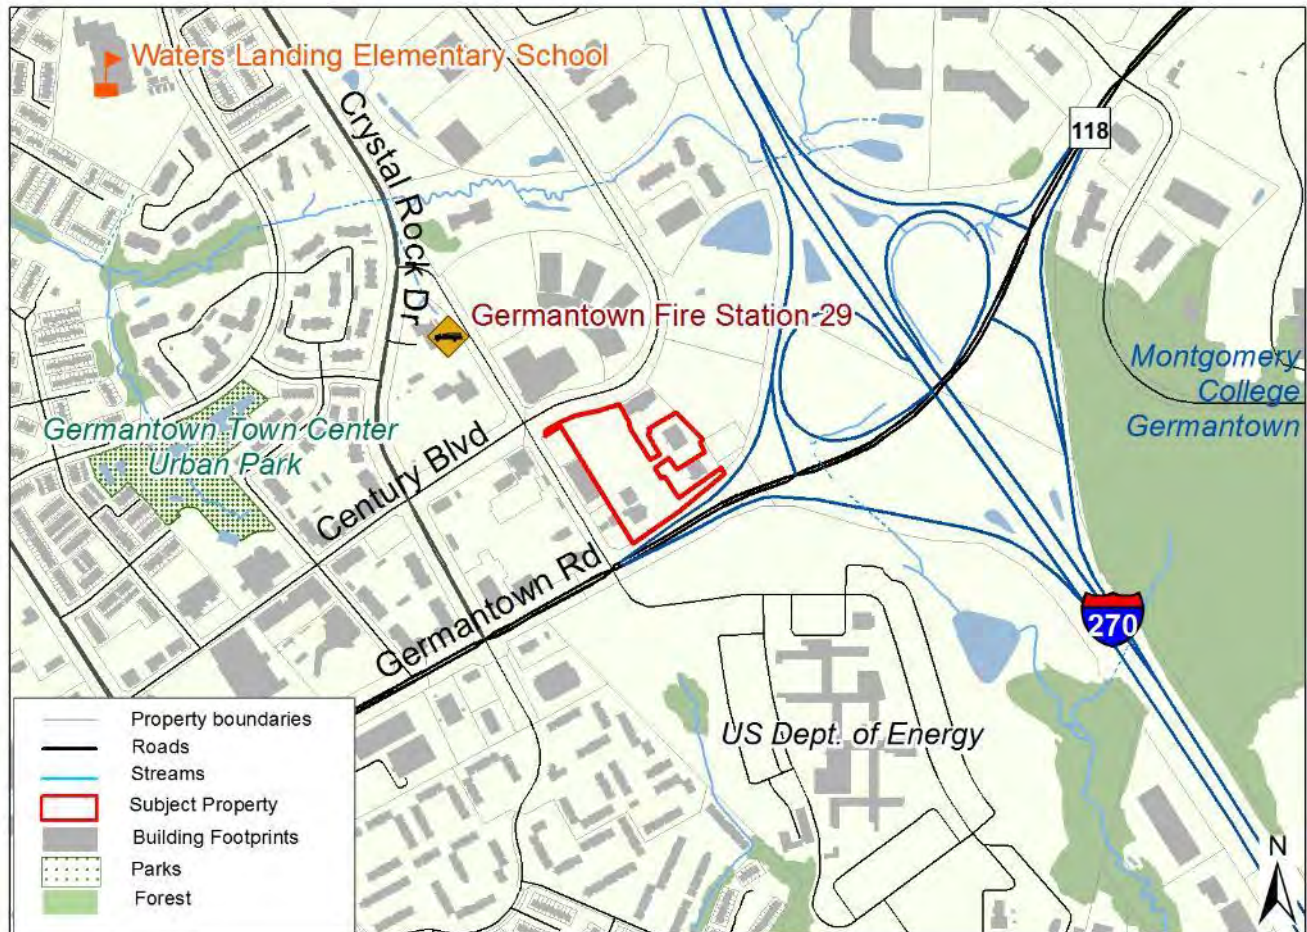 Waters Landing Elementary School
118
Crystal Rock Dr
Germantown Fire Station 29
Montgomery
College
Germantown
Germantown Town Center
Urban Park
Century Blvd
Germantown Rd
270
US Dept. of Energy
Property boundaries
Roads
Streams
Subject Property
Building Footprints
Parks
Forest
N